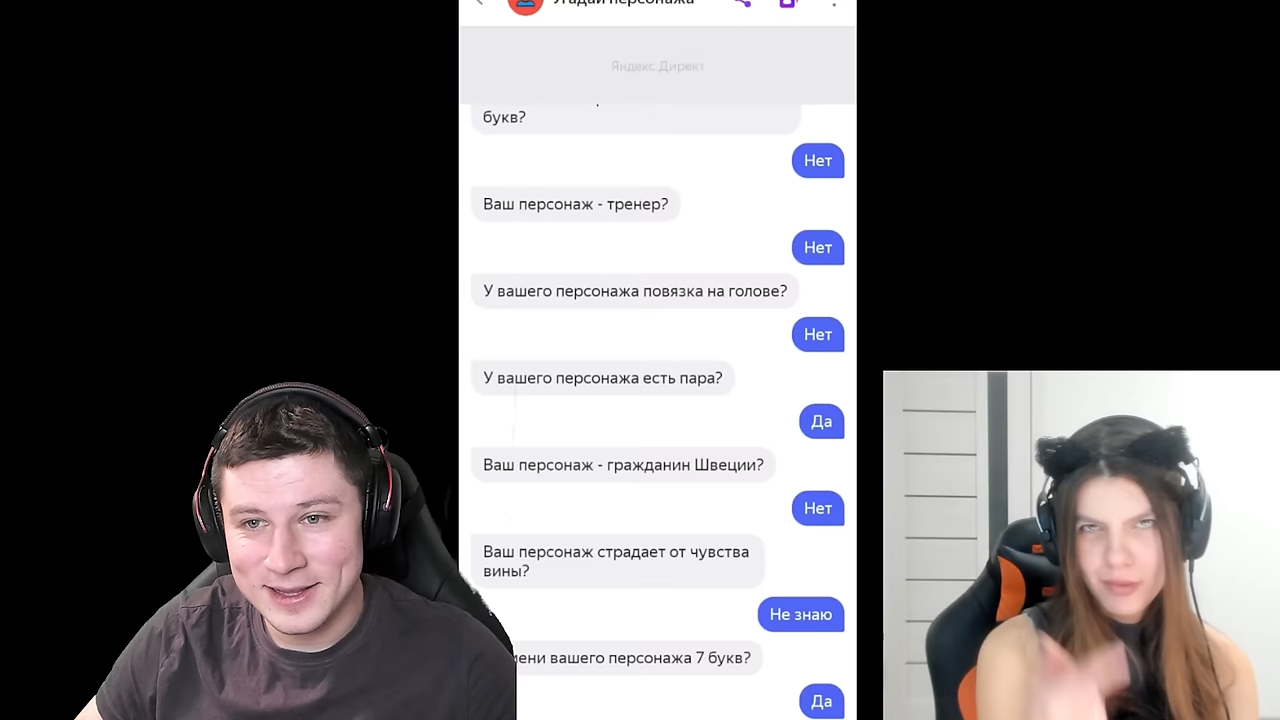 Угадай персонажа
Яндекс.Директ
букв?
Нет
Ваш персонаж - тренер?
Нет
У вашего персонажа повязка на голове?
Нет
У вашего персонажа есть пара?
Да
Ваш персонаж - гражданин Швеции?
Нет
Ваш персонаж страдает от чувства
вины?
Не знаю
мени вашего персонажа 7 букв?
Да